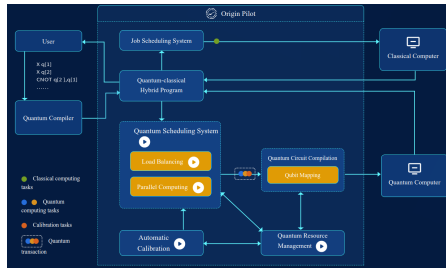 Origin Pilot
User
Job Scheduling System
Classical Computer
X q[1]
X q[2]
CNOT q[2 ],q[3]
......
Quantum-classical
Hybrid Program
Quantum Compiler
Quantum Scheduling System
Load Balancing
Parallel Computing
Quantum Circuit Compilation
Qubit Mapping
Quantum Computer
Classical computing
tasks
Quantum
computing tasks
Calibration tasks
Quantum
transaction
Automatic
Calibration
Quantum Resource
Management